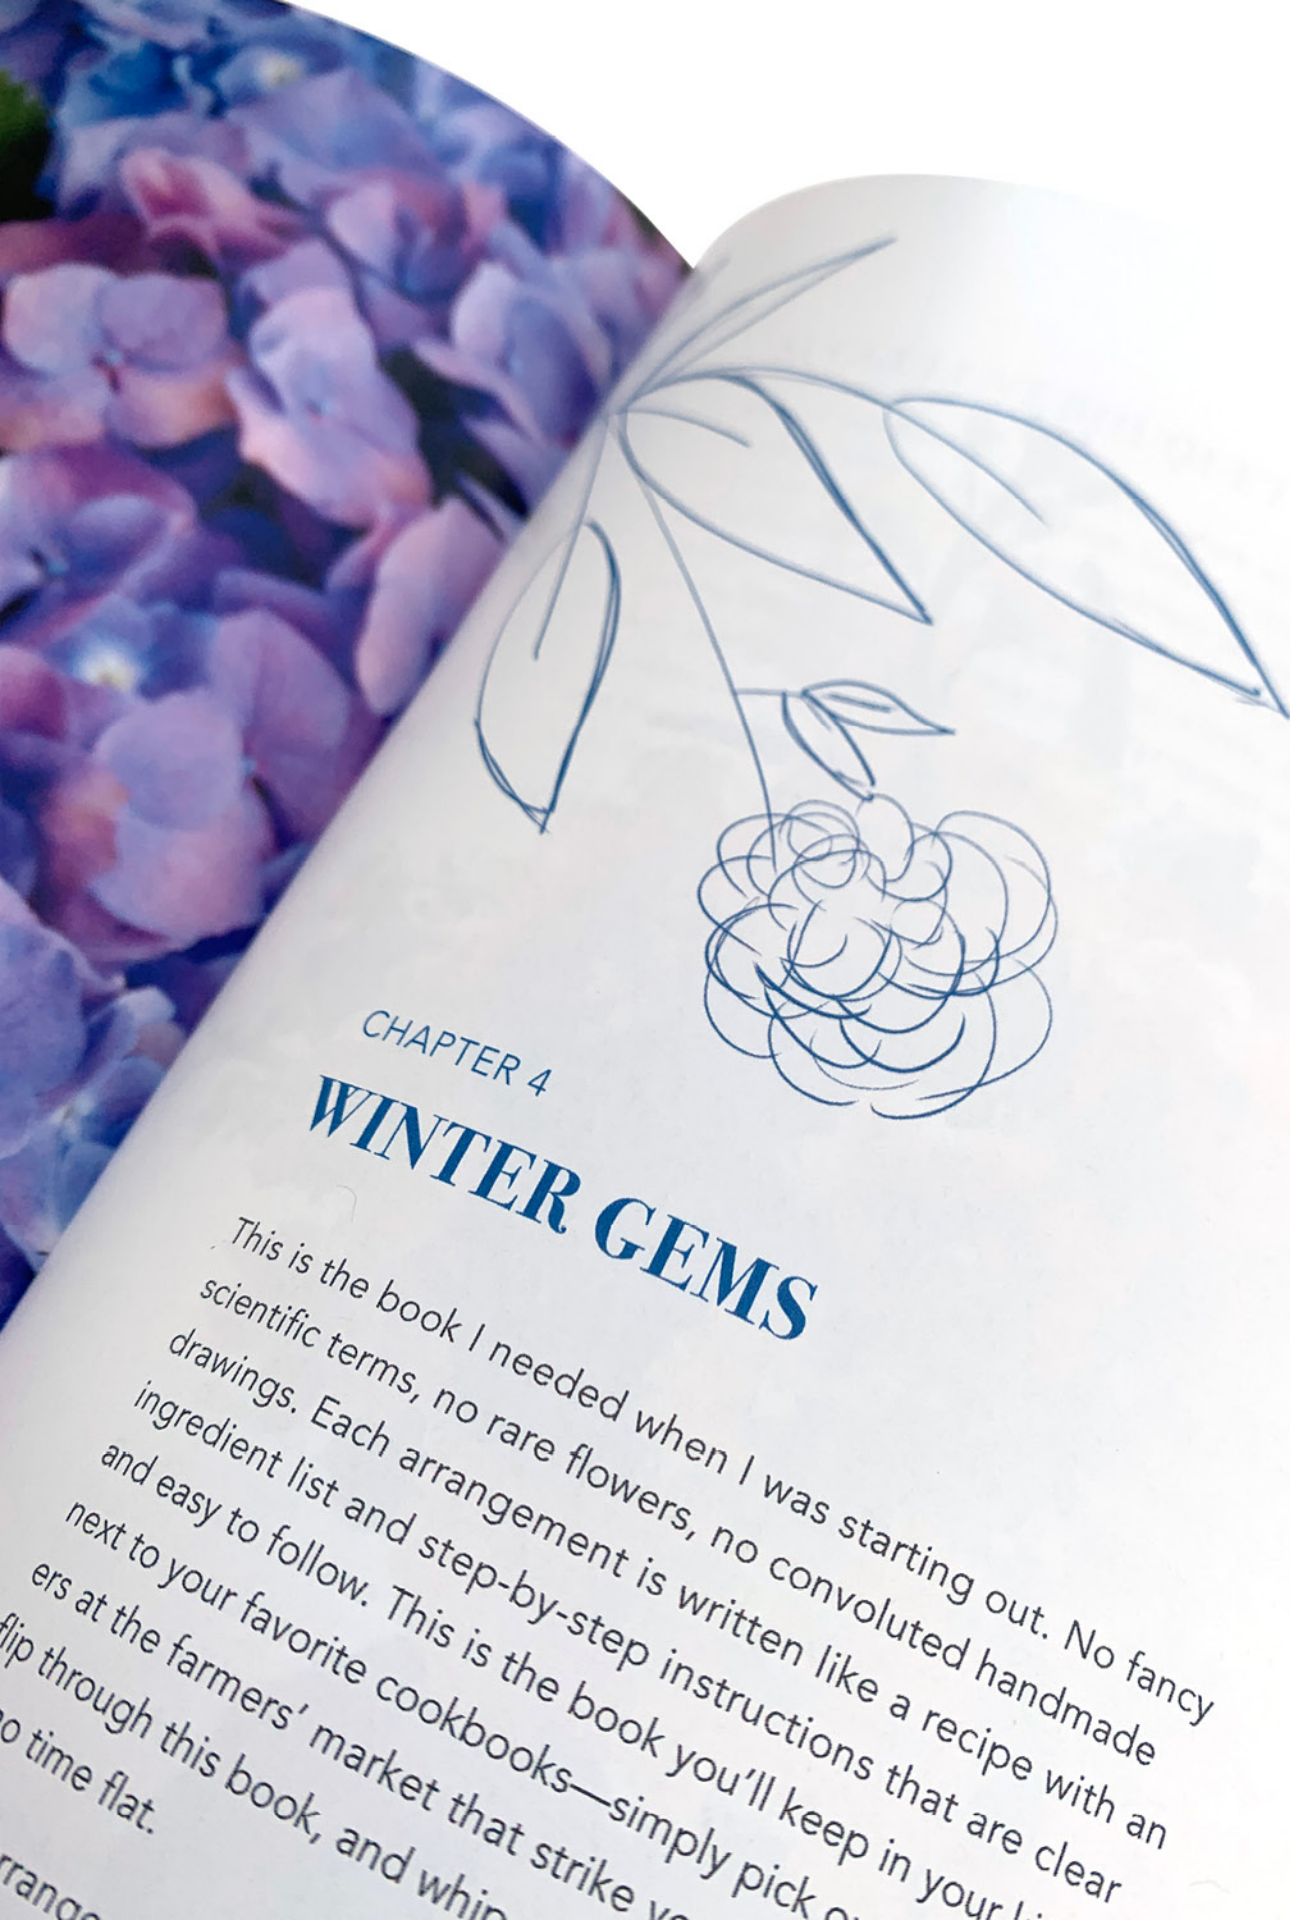 CHAPTER 4
WINTER GEMS
This is the book I needed when I was starting out. No fancy
scientific terms, no rare flowers, no convoluted handmade
drawings. Each arrangement is written like a recipe with an
ingredient list and step-by-step instructions that are clear
and easy to follow. This is the book you'll keep in your
next to your favorite cookbooks—simply pick
ers at the farmers' market that strike
flip through this book, and whip
time flat.